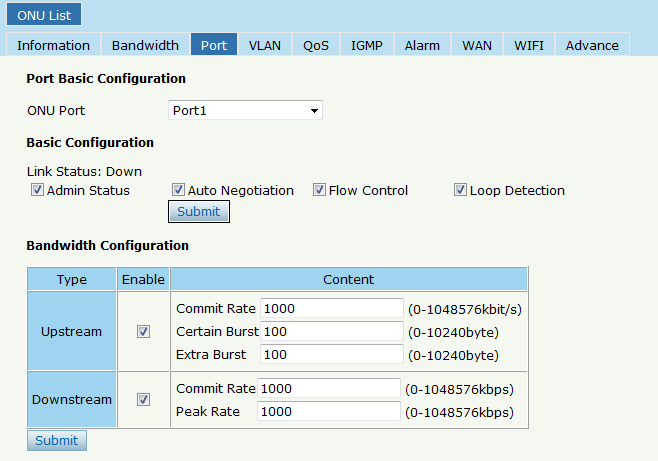 ONU List
Information Bandwidth Port VLAN QoS IGMP Alarm WAN WIFI Advance
Port Basic Configuration
ONU Port Port1
Basic Configuration
Link Status: Down
Admin Status Auto Negotiation Flow Control Loop Detection
Submit
Bandwidth Configuration
Type Enable Content
Upstream
Commit Rate 1000 (0-1048576kbit/s)
Certain Burst 100 (0-10240byte)
Extra Burst 100 (0-10240byte)
Downstream
Commit Rate 1000 (0-1048576kbps)
Peak Rate 1000 (0-1048576kbps)
Submit